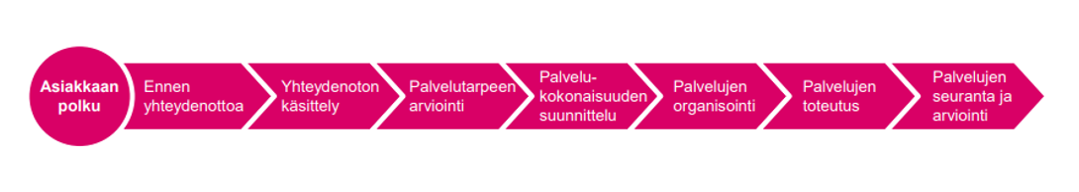 Asiakkaan
polku
Ennen
yhteydenottoa
Yhteydenoton
käsittely
Palvelutarpeen
arviointi
Palvelu-
kokonaisuuden
suunnittelu
Palvelujen
organisointi
Palvelujen
toteutus
Palvelujen
seuranta ja
arviointi